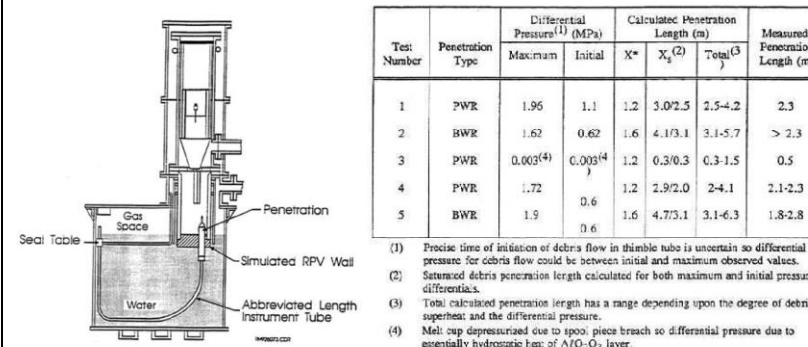 Gas
Space
Seal Table
Penetration
Simulated RPV Wall
Water
Abbreviated Length
Instrument Tube
Test
Number
Penetration
Type
Differential
Pressure(1) (MPa)
Calculated Penetration
Length (m)
Measured
Penetration
Length (m
Maximum Initial X* Xs(2) Total(3
)
1 PWR 1.96 1.1 1.2 3.0/2.5 2.5-4.2 2.3
2 BWR 1.62 0.62 1.6 4.1/3.1 3.1-5.7 > 2.3
3 PWR 0.003(4) 0.003(4
) 1.2 0.3/0.3 0.3-1.5 0.5
4 PWR 1.72 0.6 1.2 2.9/2.0 2-4.1 2.1-2.3
5 BWR 1.9 0.6 1.6 4.7/3.1 3.1-6.3 1.8-2.8
(1) Precise time of initiation of debris flow in thimble tube is uncertain so differential
pressure for debris flow could be between initial and maximum observed values.
(2) Saturated debris penetration length calculated for both maximum and initial pressur
differentials.
(3) Total calculated penetration length has a range depending upon the degree of debri
superheat and the differential pressure.
(4) Melt cup depressurized due to spool piece breach so differential pressure due to
essentially hydrostatic heat of layer.